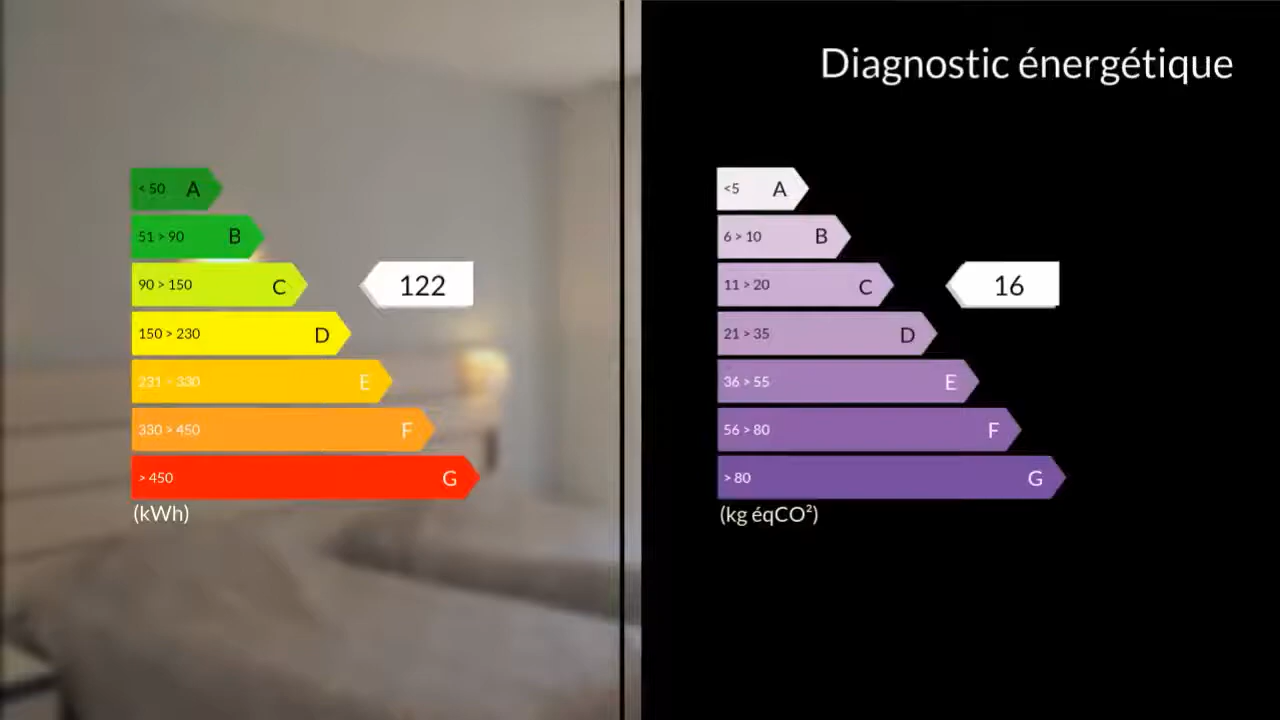 Diagnostic énergétique
< 50 A
51 > 90 B
90 > 150 C
122
150 > 230 D
231 > 330 E
330 > 450 F
> 450 G
(kWh)
<5 A
6 > 10 B
11 > 20 C
16
21 > 35 D
36 > 55 E
56 > 80 F
> 80 G
(kg éqCO²)